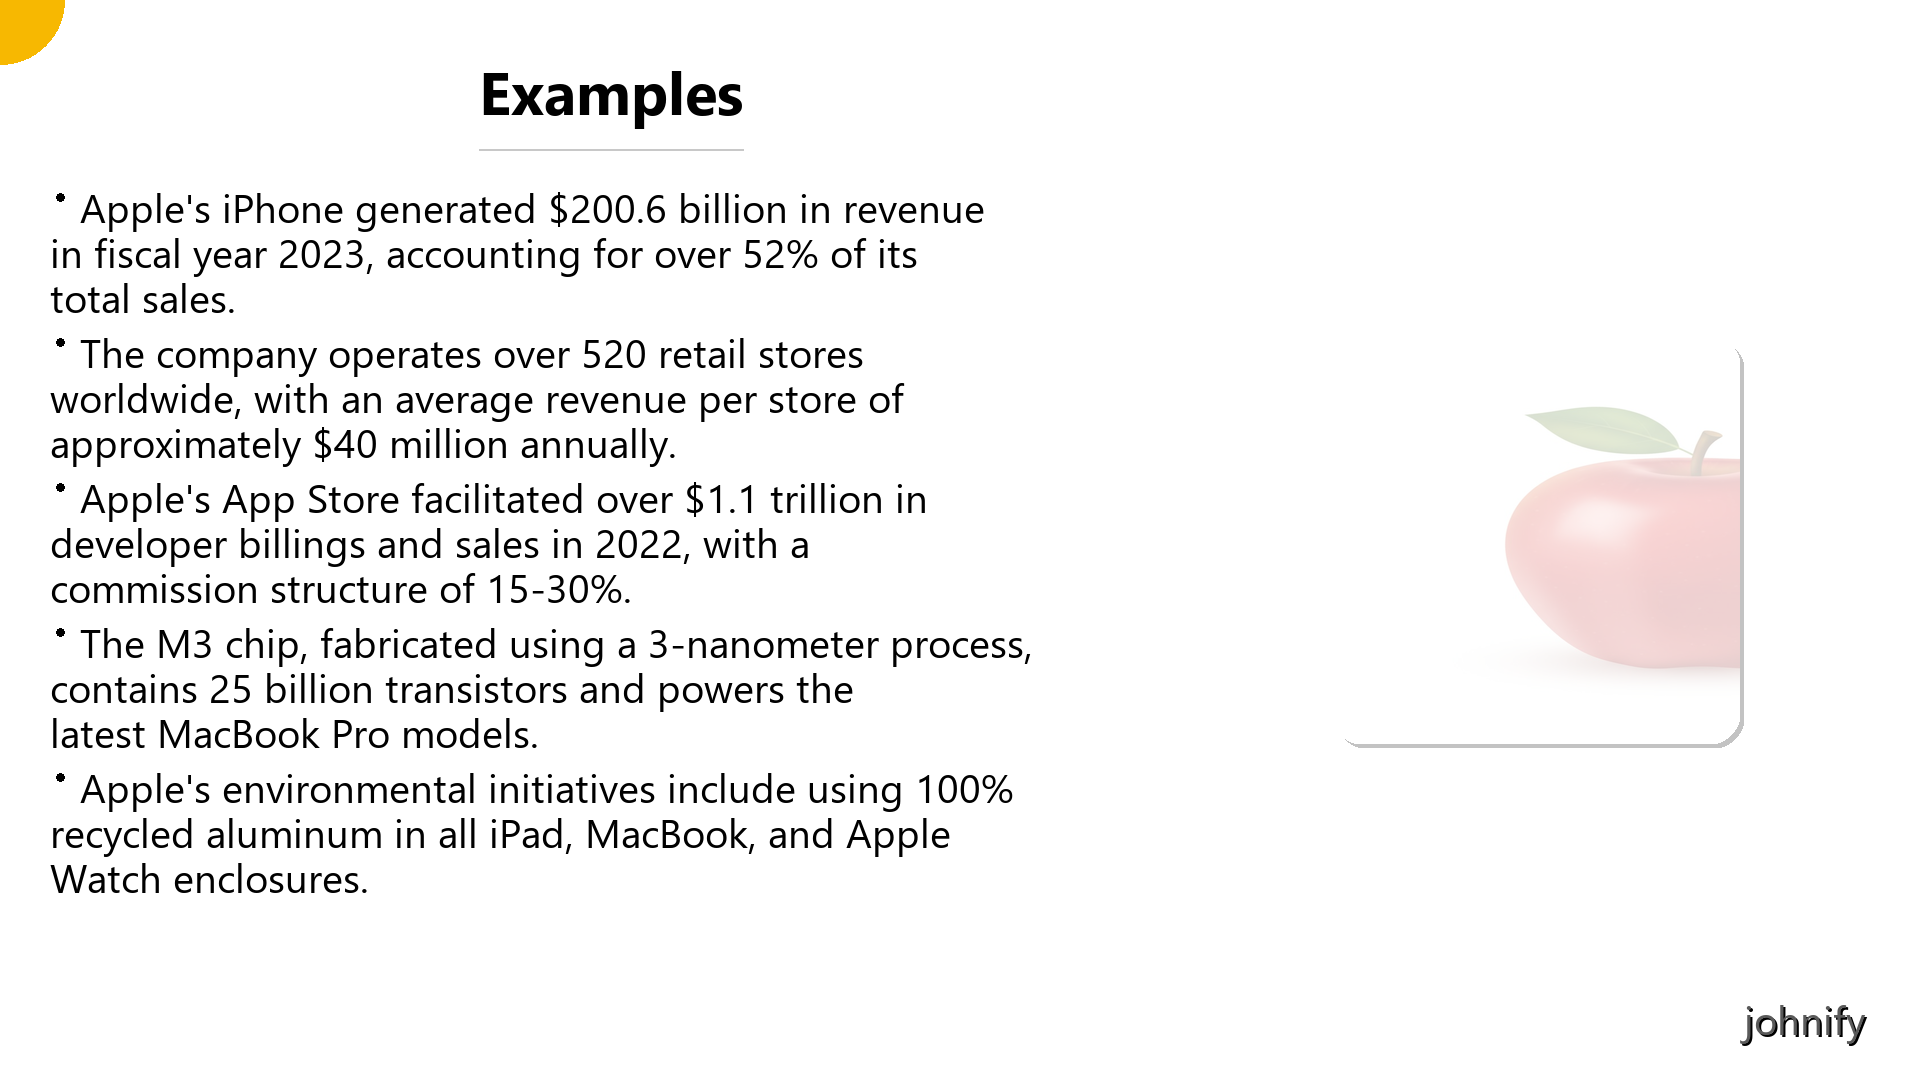 Examples
• Apple's iPhone generated $200.6 billion in revenue
in fiscal year 2023, accounting for over 52% of its
total sales.
• The company operates over 520 retail stores
worldwide, with an average revenue per store of
approximately $40 million annually.
• Apple's App Store facilitated over $1.1 trillion in
developer billings and sales in 2022, with a
commission structure of 15-30%.
• The M3 chip, fabricated using a 3-nanometer process,
contains 25 billion transistors and powers the
latest MacBook Pro models.
• Apple's environmental initiatives include using 100%
recycled aluminum in all iPad, MacBook, and Apple
Watch enclosures.
johnify